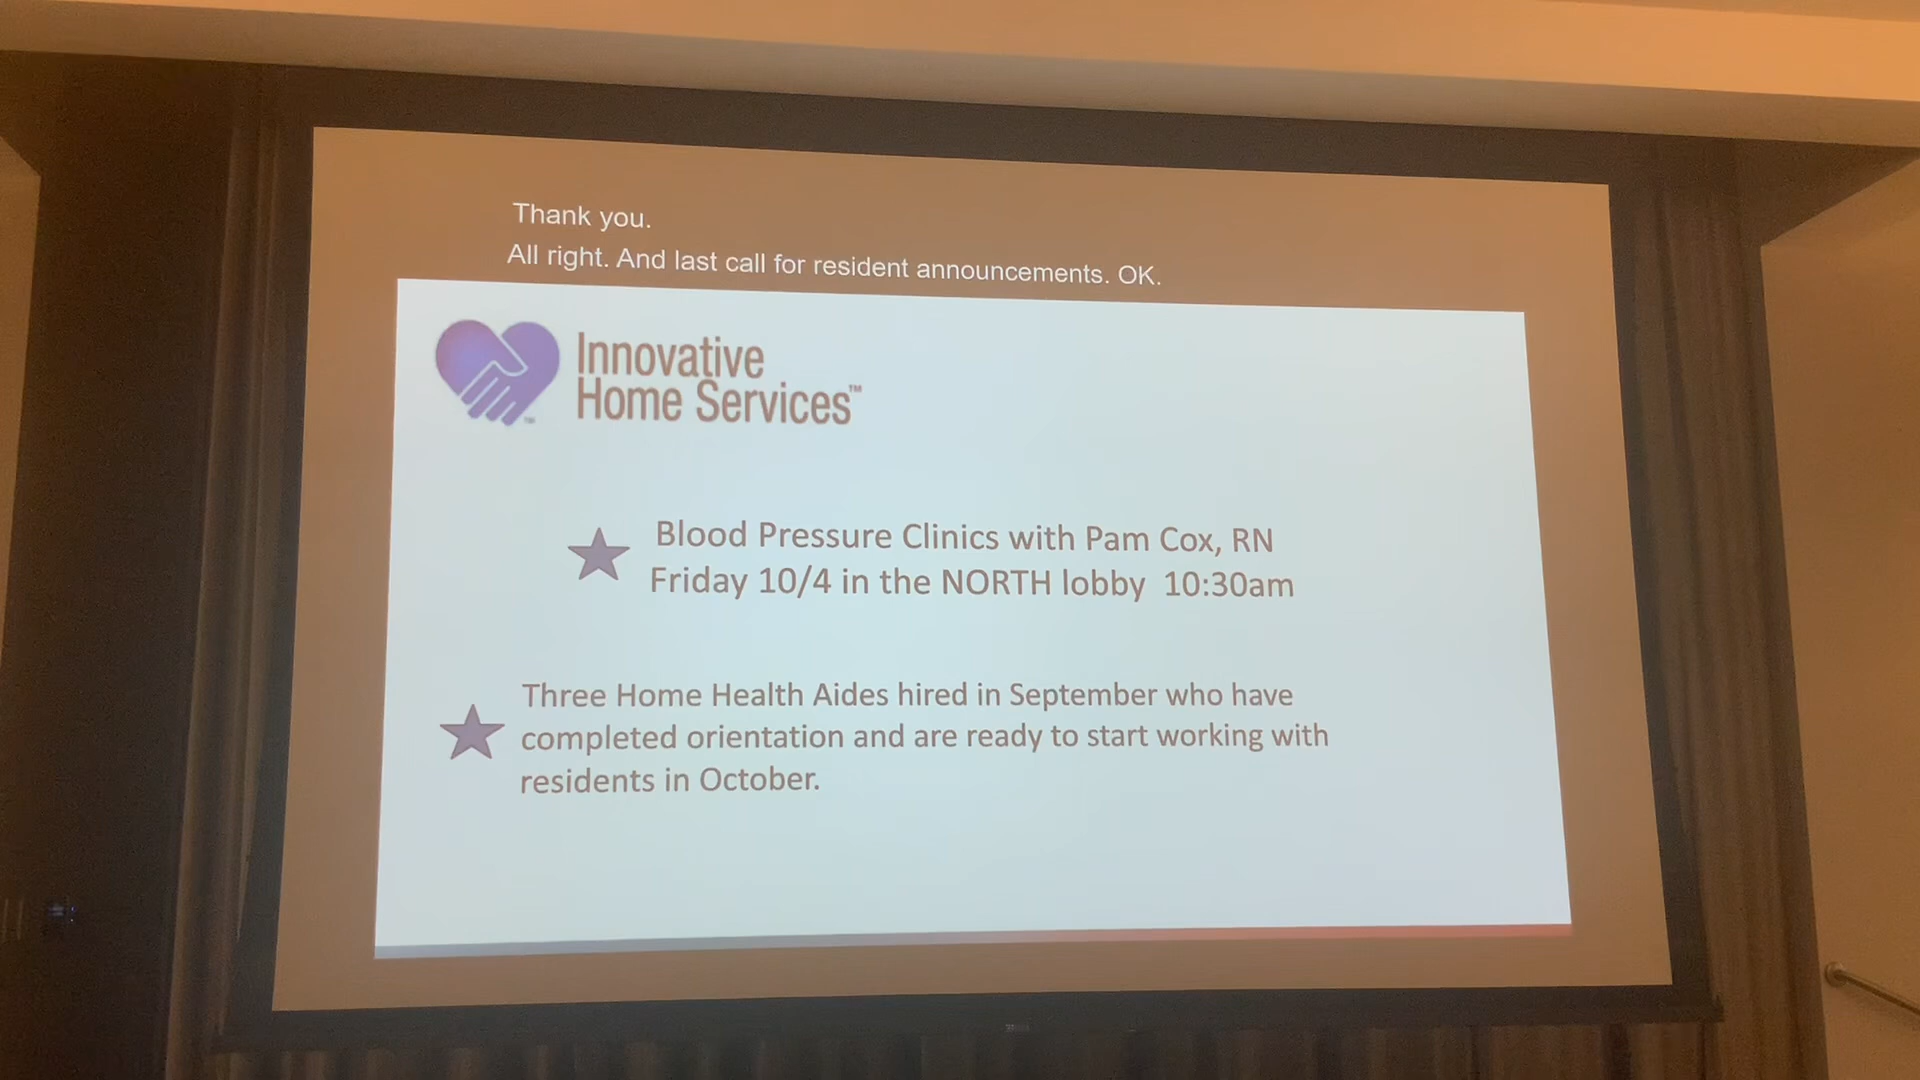 Thank you.
All right. And last call for resident announcements. OK.
Innovative
Home Services™
Blood Pressure Clinics with Pam Cox, RN
Friday 10/4 in the NORTH lobby 10:30am
Three Home Health Aides hired in September who have
completed orientation and are ready to start working with
residents in October.